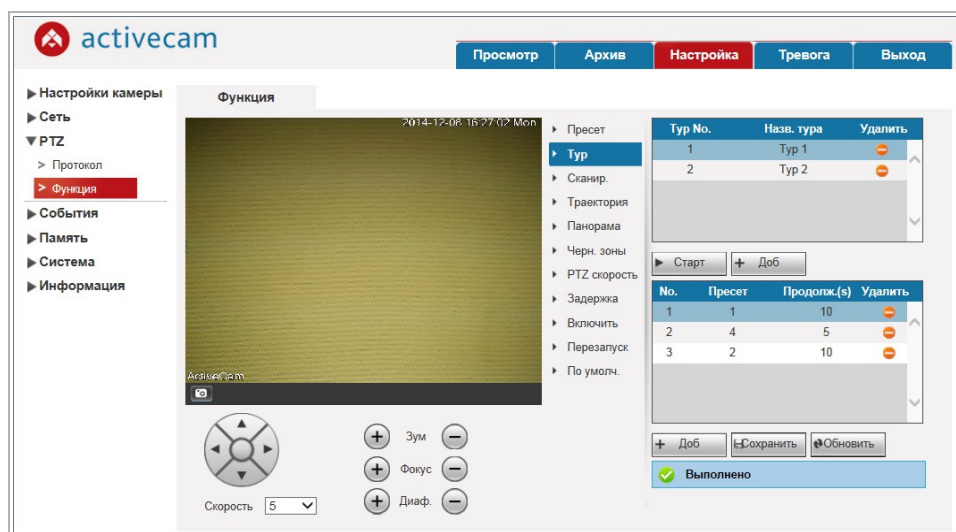 activecam
Просмотр Архив Настройка Тревога Выход
Настройки камеры
Сеть
PTZ
> Протокол
> Функция
События
Память
Система
Информация
Функция
2014-12-08 16:27:02 Mon
ActiveCam
Пресет
Тур
Сканир.
Траектория
Панорама
Черн. зоны
PTZ скорость
Задержка
Включить
Перезапуск
По умолч.
Тур No. Назв. тура Удалить
1 Тур 1
2 Тур 2
Старт + Доб
No. Пресет Продолж.(s) Удалить
1 1 10
2 4 5
3 2 10
+ Доб Сохранить Обновить
Выполнено
Скорость 5
+ Зум −
+ Фокус −
+ Диаф. −